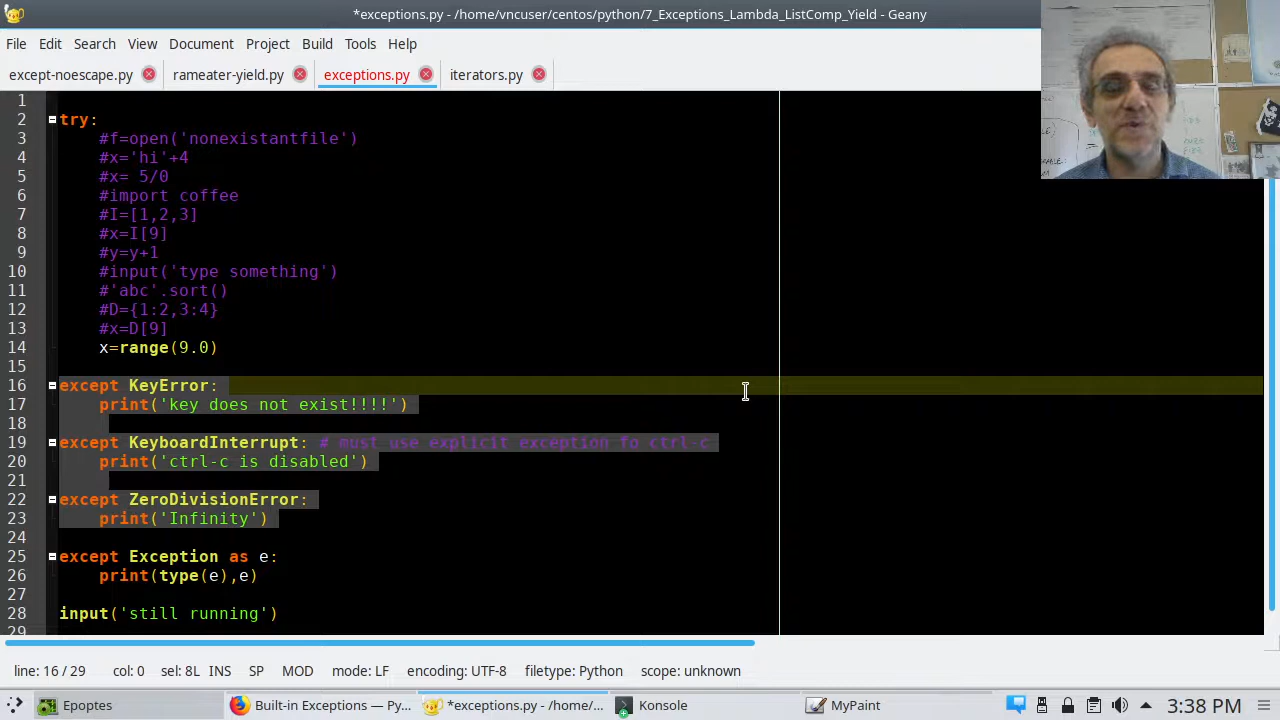 *exceptions.py - /home/vncuser/centos/python/7_Exceptions_Lambda_ListComp_Yield - Geany
File Edit Search View Document Project Build Tools Help
except-noescape.py rameater-yield.py exceptions.py iterators.py
1
2 try:
3 #f=open('nonexistantfile')
4 #x='hi'+4
5 #x= 5/0
6 #import coffee
7 #I=[1,2,3]
8 #x=I[9]
9 #y=y+1
10 #input('type something')
11 #'abc'.sort()
12 #D={1:2,3:4}
13 #x=D[9]
14 x=range(9.0)
15
16 except KeyError:
17 print('key does not exist!!!!')
18
19 except KeyboardInterrupt: # must use explicit exception fo ctrl-c
20 print('ctrl-c is disabled')
21
22 except ZeroDivisionError:
23 print('Infinity')
24
25 except Exception as e:
26 print(type(e),e)
27
28 input('still running')
29
line: 16 / 29 col: 0 sel: 8L INS SP MOD mode: LF encoding: UTF-8 filetype: Python scope: unknown
Epoptes Built-in Exceptions — Py... *exceptions.py - /home/... Konsole MyPaint 3:38 PM